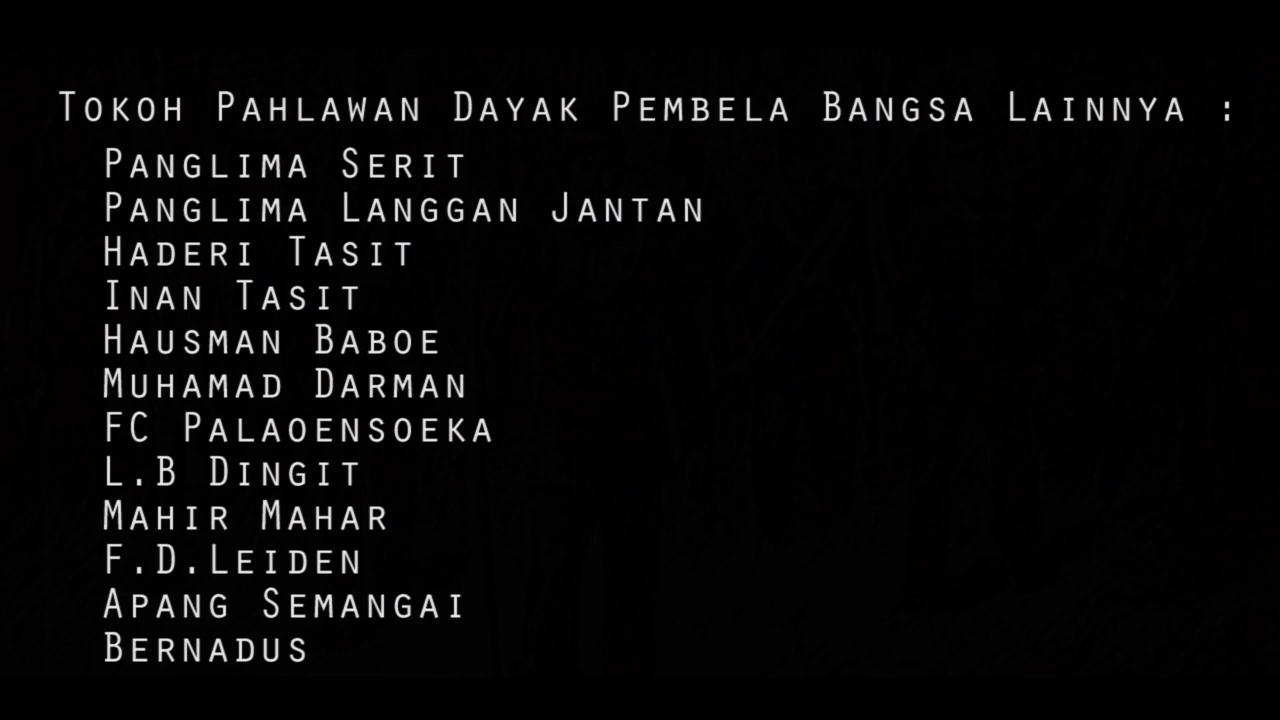 Tokoh Pahlawan Dayak Pembela Bangsa Lainnya :
Panglima Serit
Panglima Langgan Jantan
Haderi Tasit
Inan Tasit
Hausman Baboe
Muhamad Darman
FC Palaoensoeka
L.B Dingit
Mahir Mahar
F.D.Leiden
Apang Semangai
Bernadus